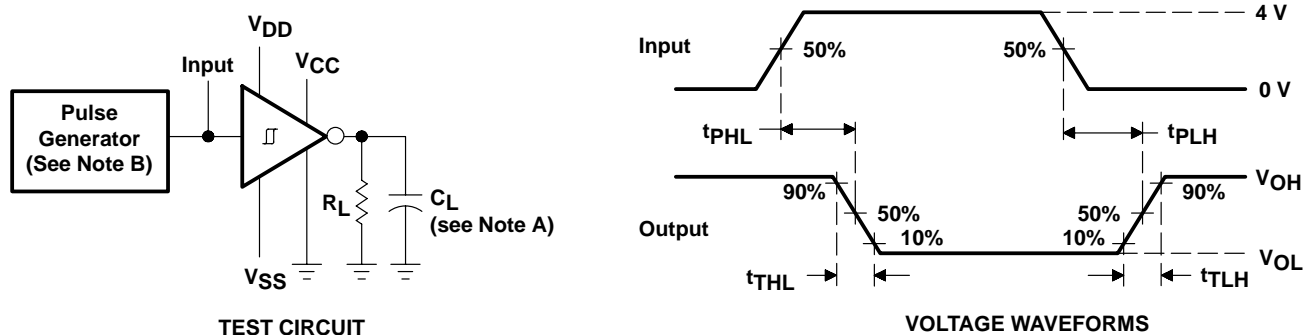 VDD
Input
VCC
Pulse
Generator
(See Note B)
RL
CL
(see Note A)
VSS
TEST CIRCUIT
4 V
Input
50%
50%
0 V
tPHL
tPLH
VOH
90%
90%
50%
50%
Output
10%
10%
VOL
tTHL
tTLH
VOLTAGE WAVEFORMS